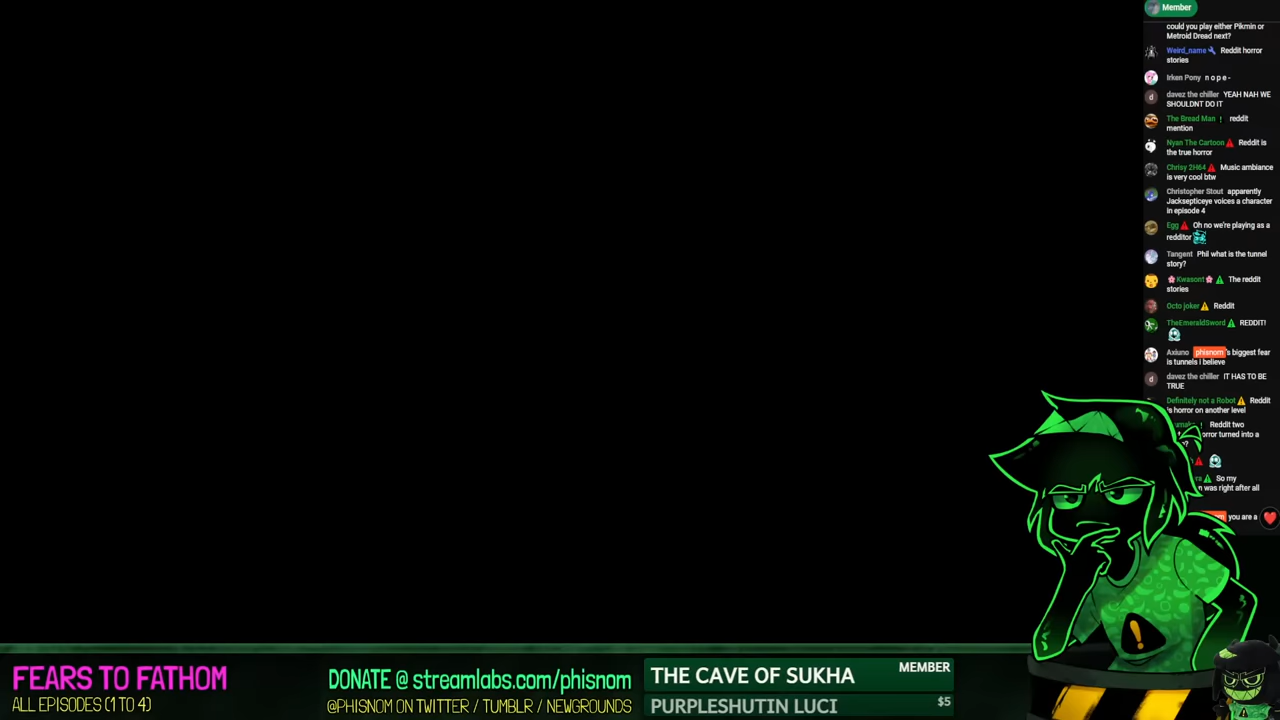 Member
could you play either Pikmin or
Metroid Dread next?
Weird_name Reddit horror
stories
Irken Pony n o p e -
davez the chiller YEAH NAH WE
SHOULDNT DO IT
The Bread Man reddit
mention
Nyan The Cartoon Reddit is
the true horror
Chrisy 2H64 Music ambiance
is very cool btw
Christopher Stout apparently
Jacksepticeye voices a character
in episode 4
Egg Oh no we're playing as a
redditor
Tangent Phil what is the tunnel
story?
Kwasont The reddit
stories
Octo joker Reddit
TheEmeraldSword REDDIT!
Axiuno phisnom's biggest fear
is tunnels i believe
davez the chiller IT HAS TO BE
TRUE
Definitely not a Robot Reddit
is horror on another level
Reddit two
turned into a
So my
was right after all
you are a
FEARS TO FATHOM
ALL EPISODES (1 TO 4)
DONATE @ streamlabs.com/phisnom
@PHISNOM ON TWITTER / TUMBLR / NEWGROUNDS
THE CAVE OF SUKHA MEMBER
PURPLESHUTIN LUCI $5